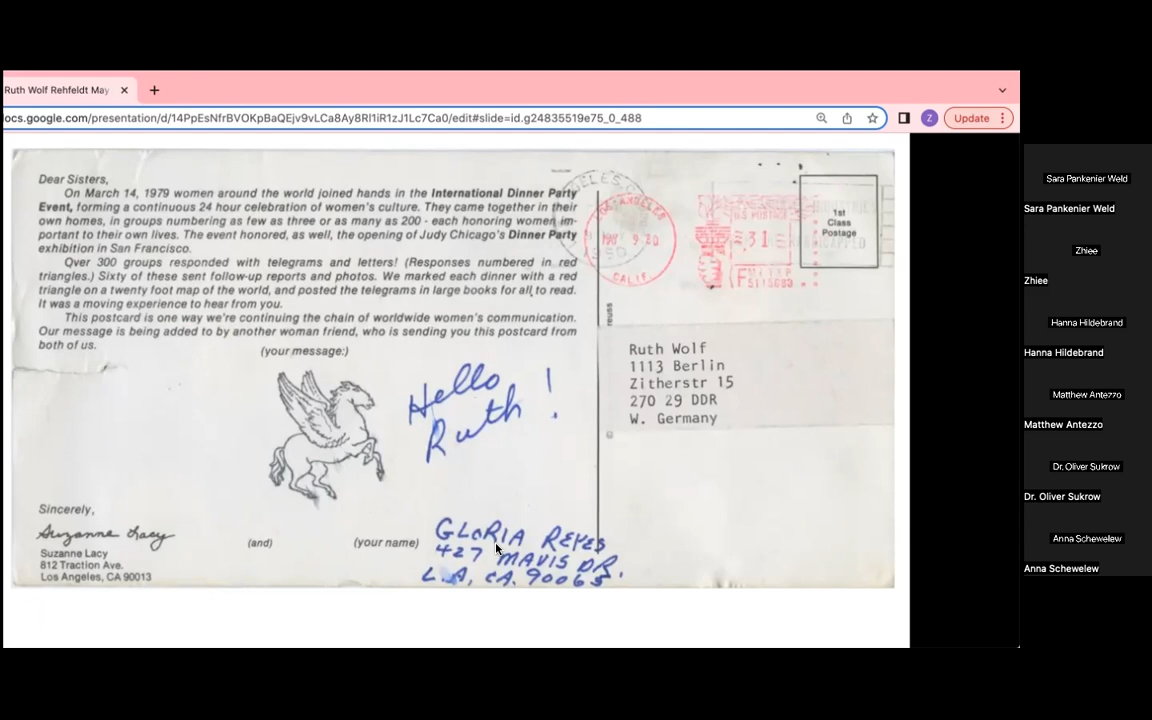 Ruth Wolf Rehfeldt May
ocs.google.com/presentation/d/14PpEsNfrBVOKpBaQEjv9vLCa8Ay8Rl1iR1zJ1Lc7Ca0/edit#slide=id.g24835519e75_0_488
Z
Update
Dear Sisters,
On March 14, 1979 women around the world joined hands in the International Dinner Party
Event, forming a continuous 24 hour celebration of women's culture. They came together in their
own homes, in groups numbering as few as three or as many as 200 - each honoring women im-
portant to their own lives. The event honored, as well, the opening of Judy Chicago's Dinner Party
exhibition in San Francisco.
Over 300 groups responded with telegrams and letters! (Responses numbered in red
triangles.) Sixty of these sent follow-up reports and photos. We marked each dinner with a red
triangle on a twenty foot map of the world, and posted the telegrams in large books for all to read.
It was a moving experience to hear from you.
This postcard is one way we're continuing the chain of worldwide women's communication.
Our message is being added to by another woman friend, who is sending you this postcard from
both of us.
(your message:)
Hello
Ruth!
Sincerely,
Suzanne Lacy
Suzanne Lacy
812 Traction Ave.
Los Angeles, CA 90013
(and)
(your name)
GLORIA REYES
427 MAVIS DR.
L.A, CA. 90065
LOS ANGELES
MAY 9 80
CALIF.
U.S. POSTAGE
31
1st
Class
Postage
Ruth Wolf
1113 Berlin
Zitherstr 15
270 29 DDR
W. Germany
Sara Pankenier Weld
Sara Pankenier Weld
Zhiee
Zhiee
Hanna Hildebrand
Hanna Hildebrand
Matthew Antezzo
Matthew Antezzo
Dr. Oliver Sukrow
Dr. Oliver Sukrow
Anna Schewelew
Anna Schewelew